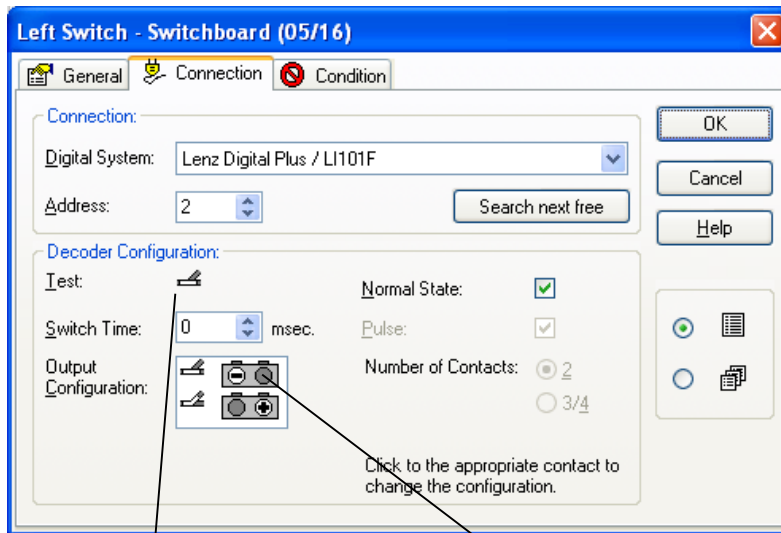 Left Switch - Switchboard (05/16)
General Connection Condition
Connection:
Digital System: Lenz Digital Plus / LI101F
Address: 2 Search next free
OK
Cancel
Help
Decoder Configuration:
Test:
Normal State:
Switch Time: 0 msec.
Pulse:
Output Configuration:
Number of Contacts: 2
3/4
Click to the appropriate contact to
change the configuration.